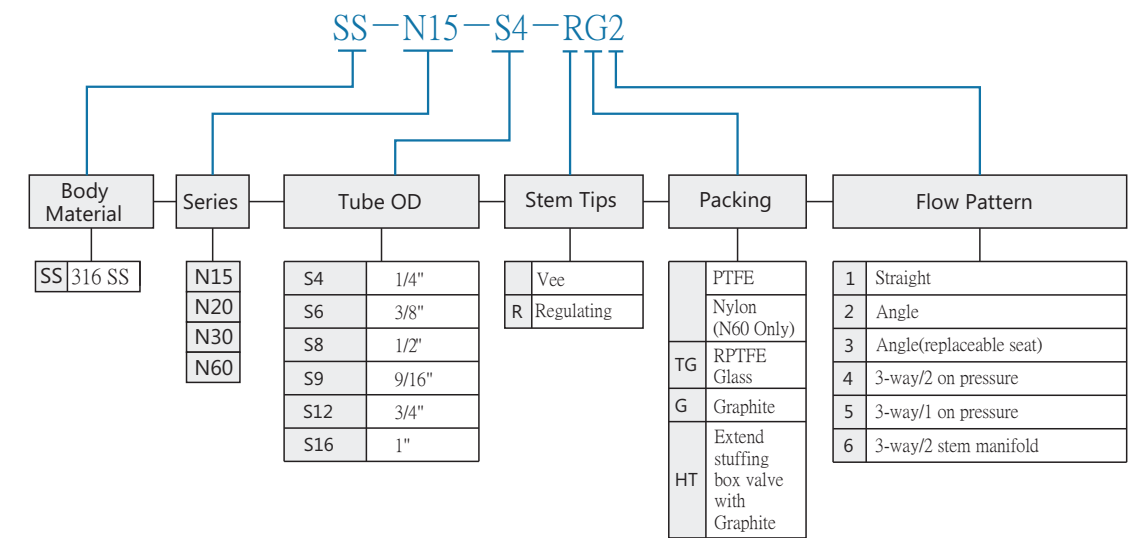 SS—N15—S4—RG2
Body
Material
Series
Tube OD
Stem Tips
Packing
Flow Pattern
SS 316 SS
N15
N20
N30
N60
S4 1/4"
S6 3/8"
S8 1/2"
S9 9/16"
S12 3/4"
S16 1"
Vee
R Regulating
PTFE
Nylon
(N60 Only)
TG RPTFE
Glass
G Graphite
HT Extend
stuffing
box valve
with
Graphite
1 Straight
2 Angle
3 Angle(replaceable seat)
4 3-way/2 on pressure
5 3-way/1 on pressure
6 3-way/2 stem manifold